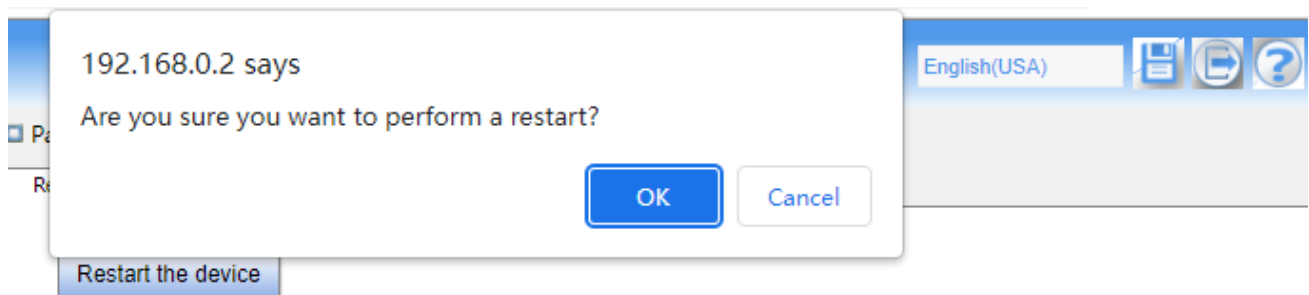 192.168.0.2 says
English(USA)
Are you sure you want to perform a restart?
OK
Cancel
Restart the device